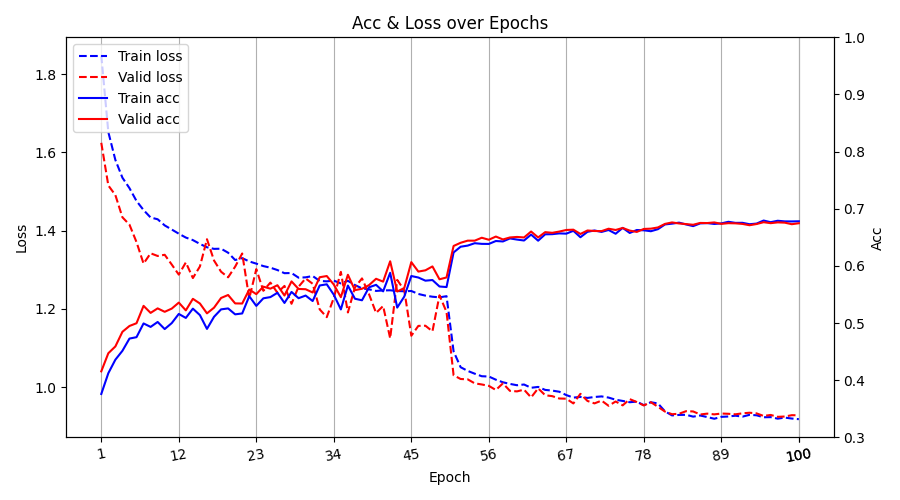 Acc & Loss over Epochs
Train loss
Valid loss
Train acc
Valid acc
Loss
1.8
1.6
1.4
1.2
1.0
Acc
1.0
0.9
0.8
0.7
0.6
0.5
0.4
0.3
1 12 23 34 45 56 67 78 89 100
Epoch